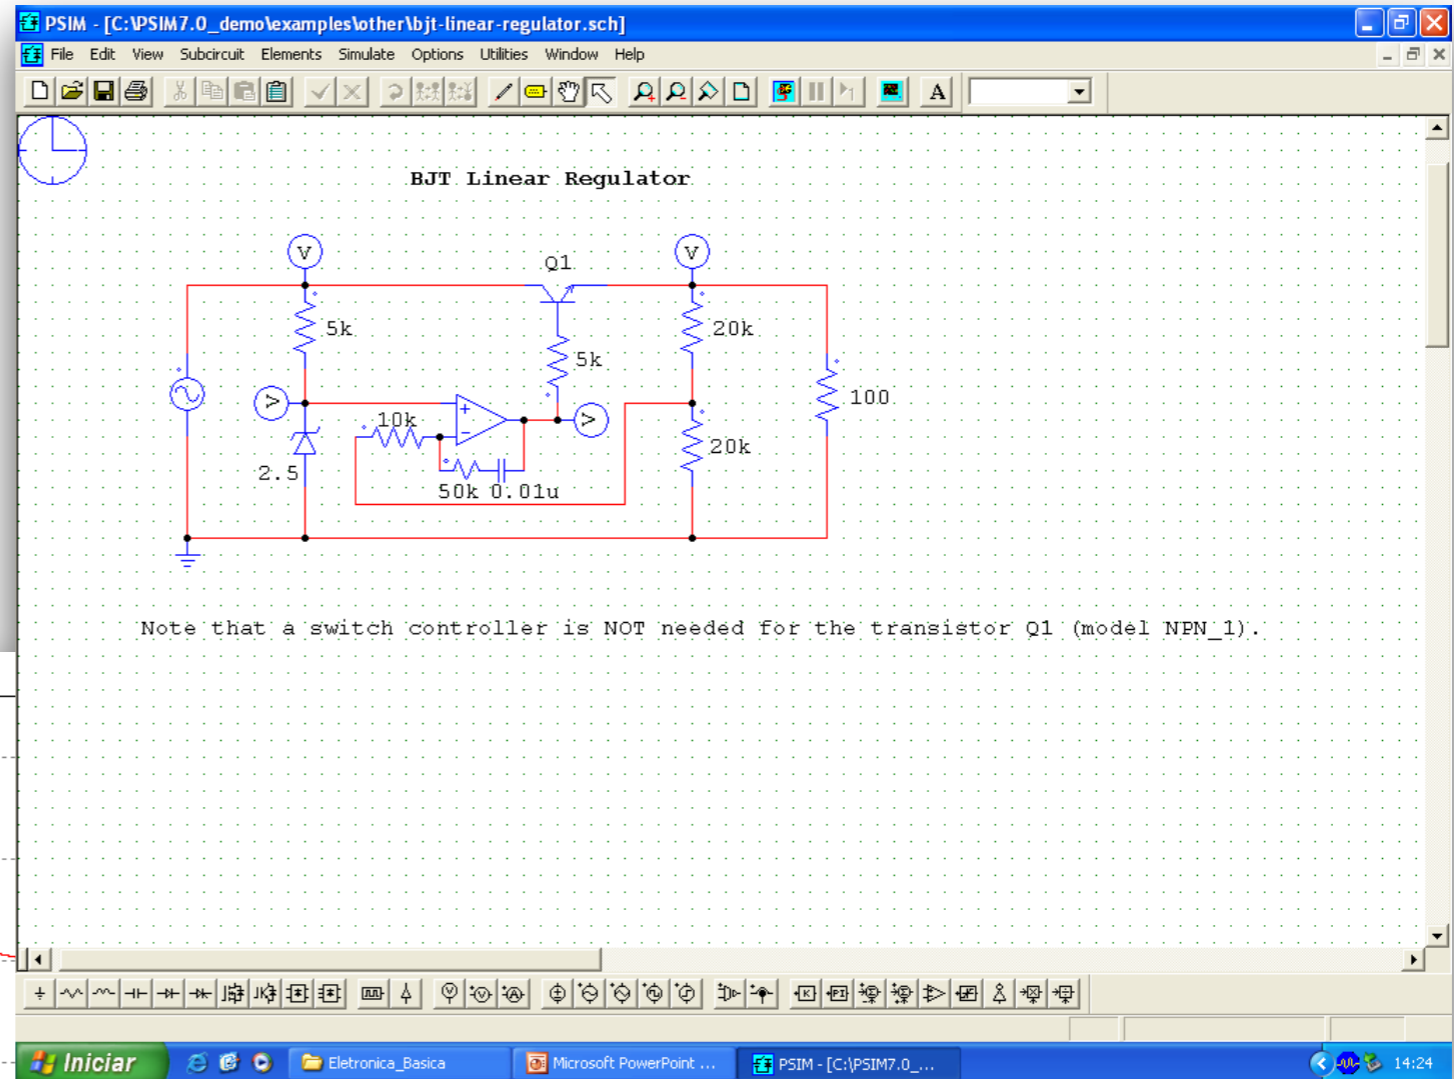 PSIM - [C:\PSIM7.0_demo\examples\other\bjt-linear-regulator.sch]
File Edit View Subcircuit Elements Simulate Options Utilities Window Help
A
BJT Linear Regulator
V
V
Q1
5k
20k
5k
V
10k
V
100
20k
2.5
50k 0.01u
Note that a switch controller is NOT needed for the transistor Q1 (model NPN_1).
Iniciar
Eletronica_Basica
Microsoft PowerPoint ...
PSIM - [C:\PSIM7.0_...
14:24